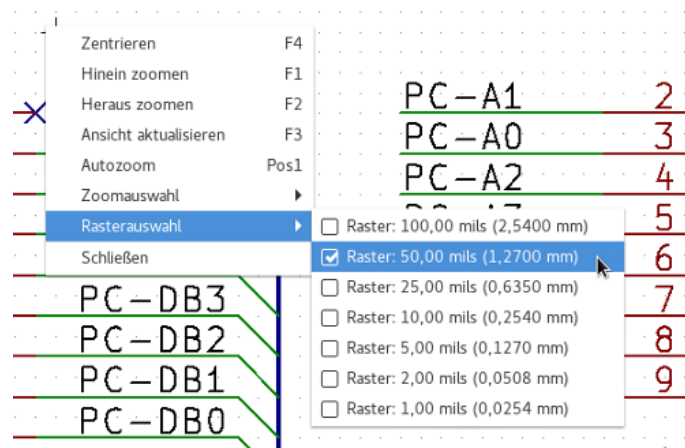 Zentrieren F4
Hinein zoomen F1
Heraus zoomen F2
Ansicht aktualisieren F3
Autozoom Pos1
Zoomauswahl
Rasterauswahl
Schließen
Raster: 100,00 mils (2,5400 mm)
Raster: 50,00 mils (1,2700 mm)
Raster: 25,00 mils (0,6350 mm)
Raster: 10,00 mils (0,2540 mm)
Raster: 5,00 mils (0,1270 mm)
Raster: 2,00 mils (0,0508 mm)
Raster: 1,00 mils (0,0254 mm)
PC-A1 2
PC-A0 3
PC-A2 4
5
6
7
8
9
PC-DB3
PC-DB2
PC-DB1
PC-DB0